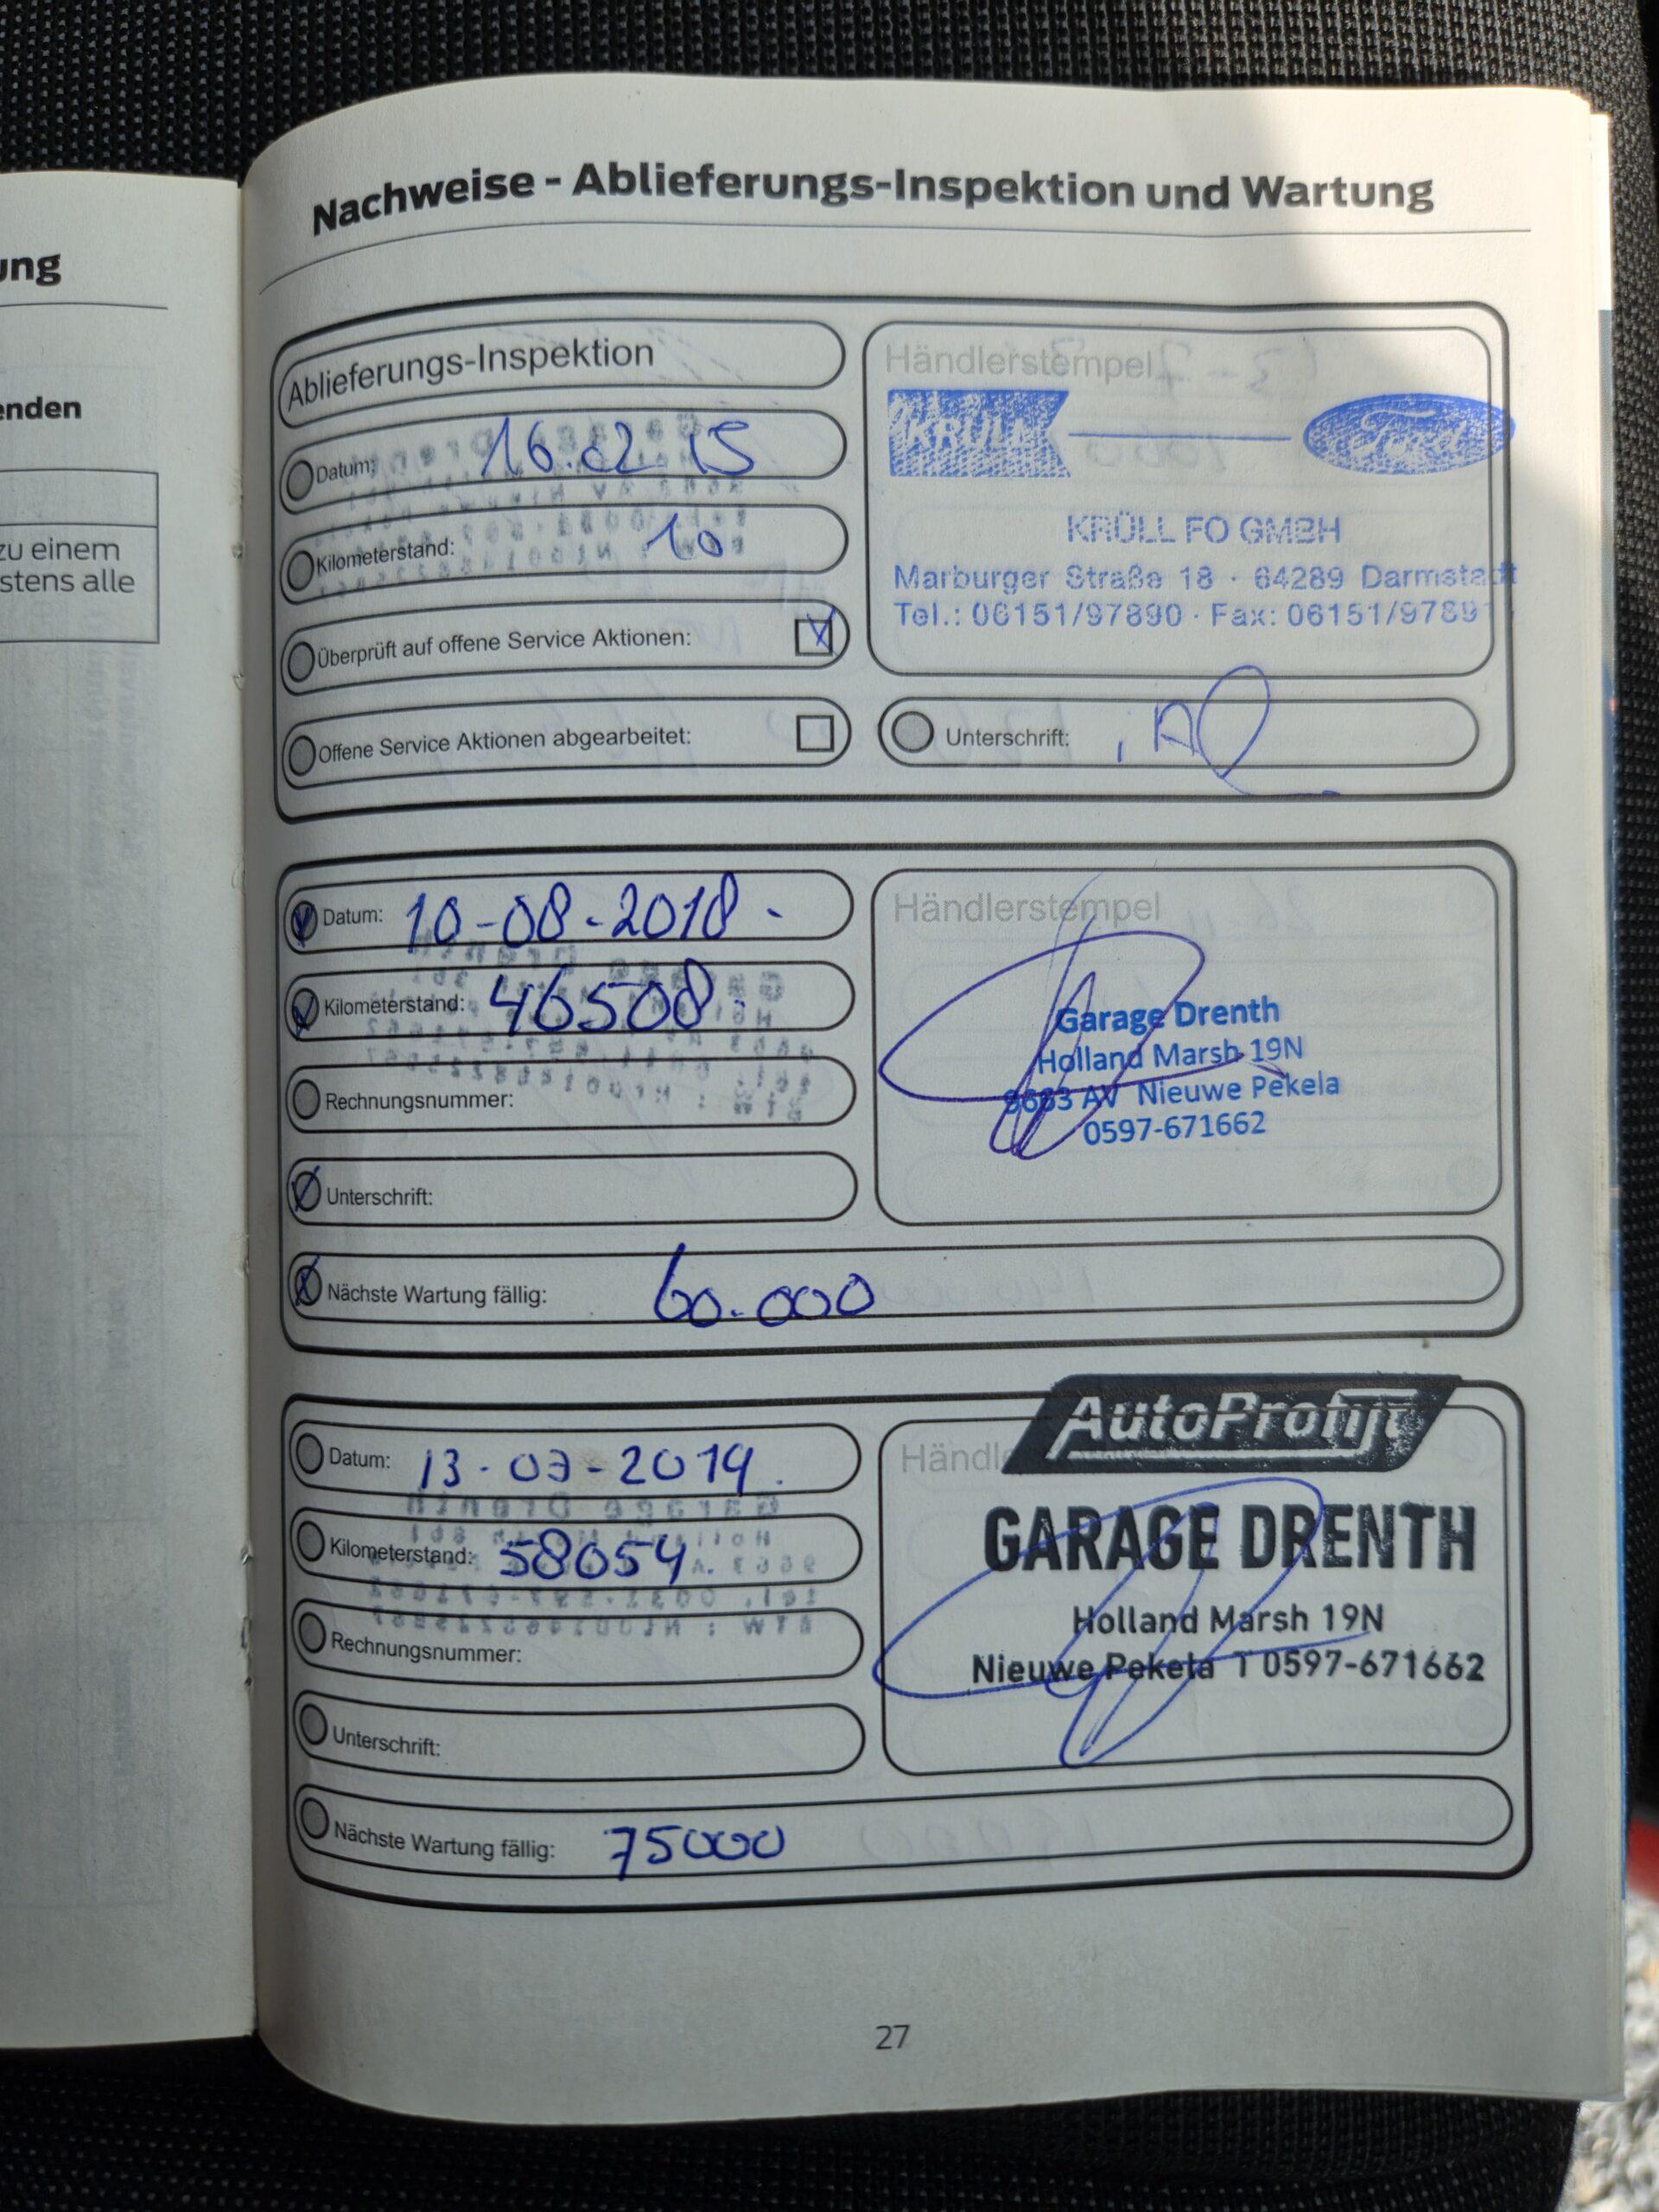 ung
enden
zu einem
stens alle
Nachweise - Ablieferungs-Inspektion und Wartung
Ablieferungs-Inspektion
Datum: 16.02 15
Kilometerstand: 10
Überprüft auf offene Service Aktionen:
Offene Service Aktionen abgearbeitet:
Händlerstempel
KRÜLL Ford
KRÜLL FO GMBH
Marburger Straße 18 · 64289 Darmstadt
Tel.: 06151/97890 · Fax: 06151/97891
Unterschrift:
Datum: 10-08-2018.
Kilometerstand: 46508.
Rechnungsnummer:
Unterschrift:
Händlerstempel
Garage Drenth
Holland Marsh 19N
9663 AV Nieuwe Pekela
0597-671662
Nächste Wartung fällig: 60.000
Datum: 13-03-2019.
Kilometerstand: 58054.
Rechnungsnummer:
Unterschrift:
Händl
AutoProfijt
GARAGE DRENTH
Holland Marsh 19N
Nieuwe Pekela T 0597-671662
Nächste Wartung fällig: 75000
27